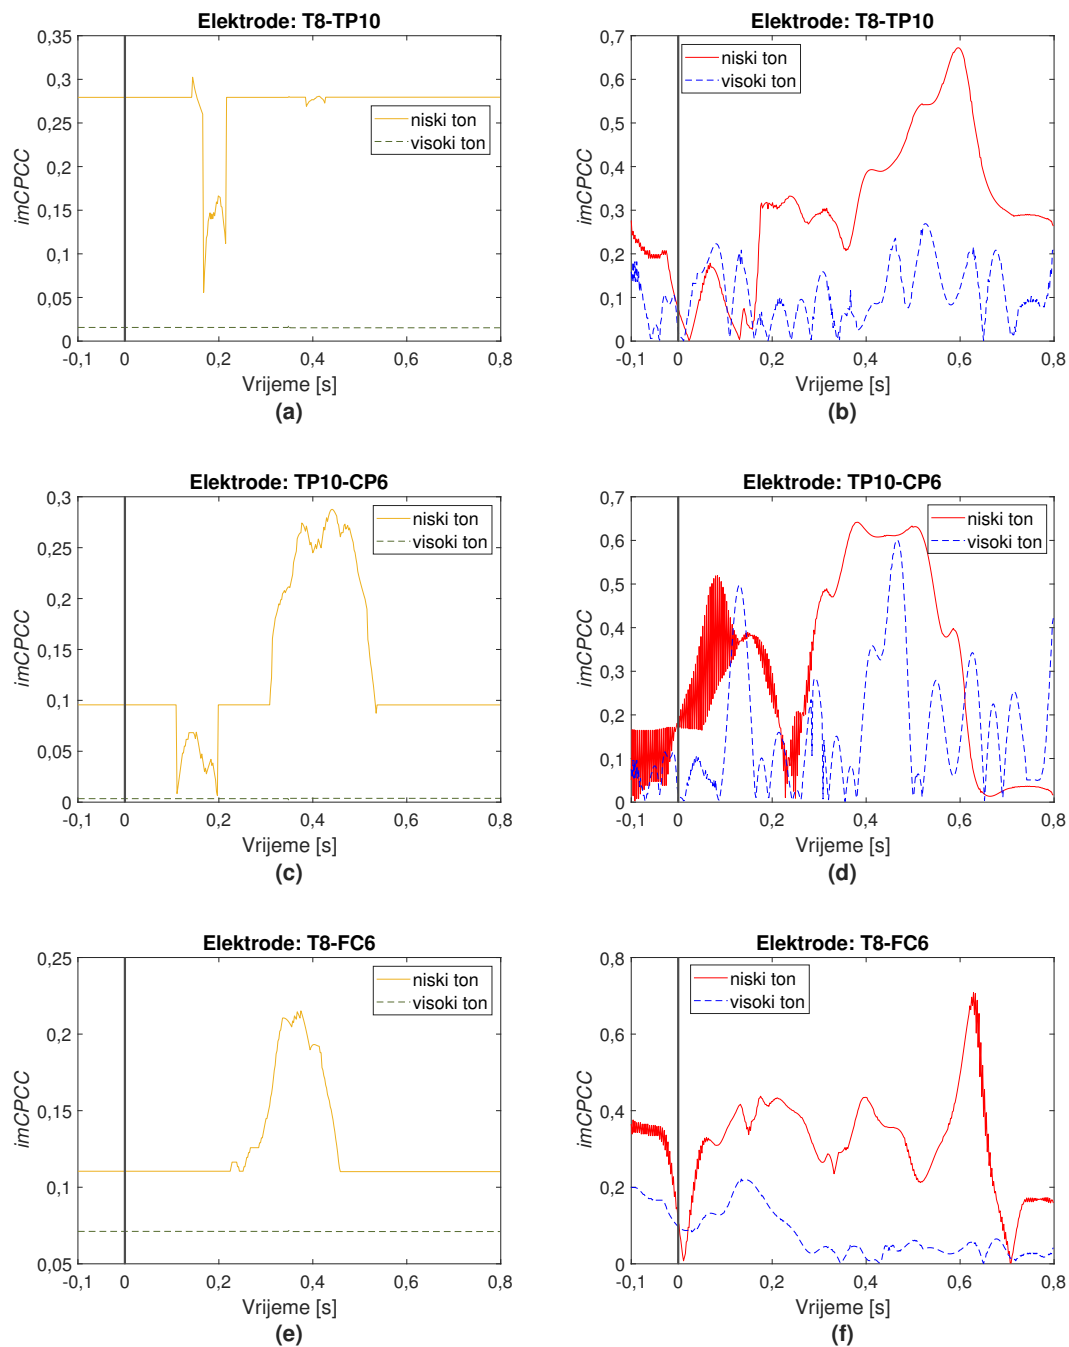 Elektrode: T8-TP10
0,35
0,3
0,25
0,2
0,15
0,1
0,05
0
imCPCC
niski ton
visoki ton
-0,1 0 0,2 0,4 0,6 0,8
Vrijeme [s]
(a)
Elektrode: T8-TP10
0,7
0,6
0,5
0,4
0,3
0,2
0,1
0
imCPCC
niski ton
visoki ton
-0,1 0 0,2 0,4 0,6 0,8
Vrijeme [s]
(b)
Elektrode: TP10-CP6
0,3
0,25
0,2
0,15
0,1
0,05
0
imCPCC
niski ton
visoki ton
-0,1 0 0,2 0,4 0,6 0,8
Vrijeme [s]
(c)
Elektrode: TP10-CP6
0,7
0,6
0,5
0,4
0,3
0,2
0,1
0
imCPCC
niski ton
visoki ton
-0,1 0 0,2 0,4 0,6 0,8
Vrijeme [s]
(d)
Elektrode: T8-FC6
0,25
0,2
0,15
0,1
0,05
imCPCC
niski ton
visoki ton
-0,1 0 0,2 0,4 0,6 0,8
Vrijeme [s]
(e)
Elektrode: T8-FC6
0,8
0,6
0,4
0,2
0
imCPCC
niski ton
visoki ton
-0,1 0 0,2 0,4 0,6 0,8
Vrijeme [s]
(f)